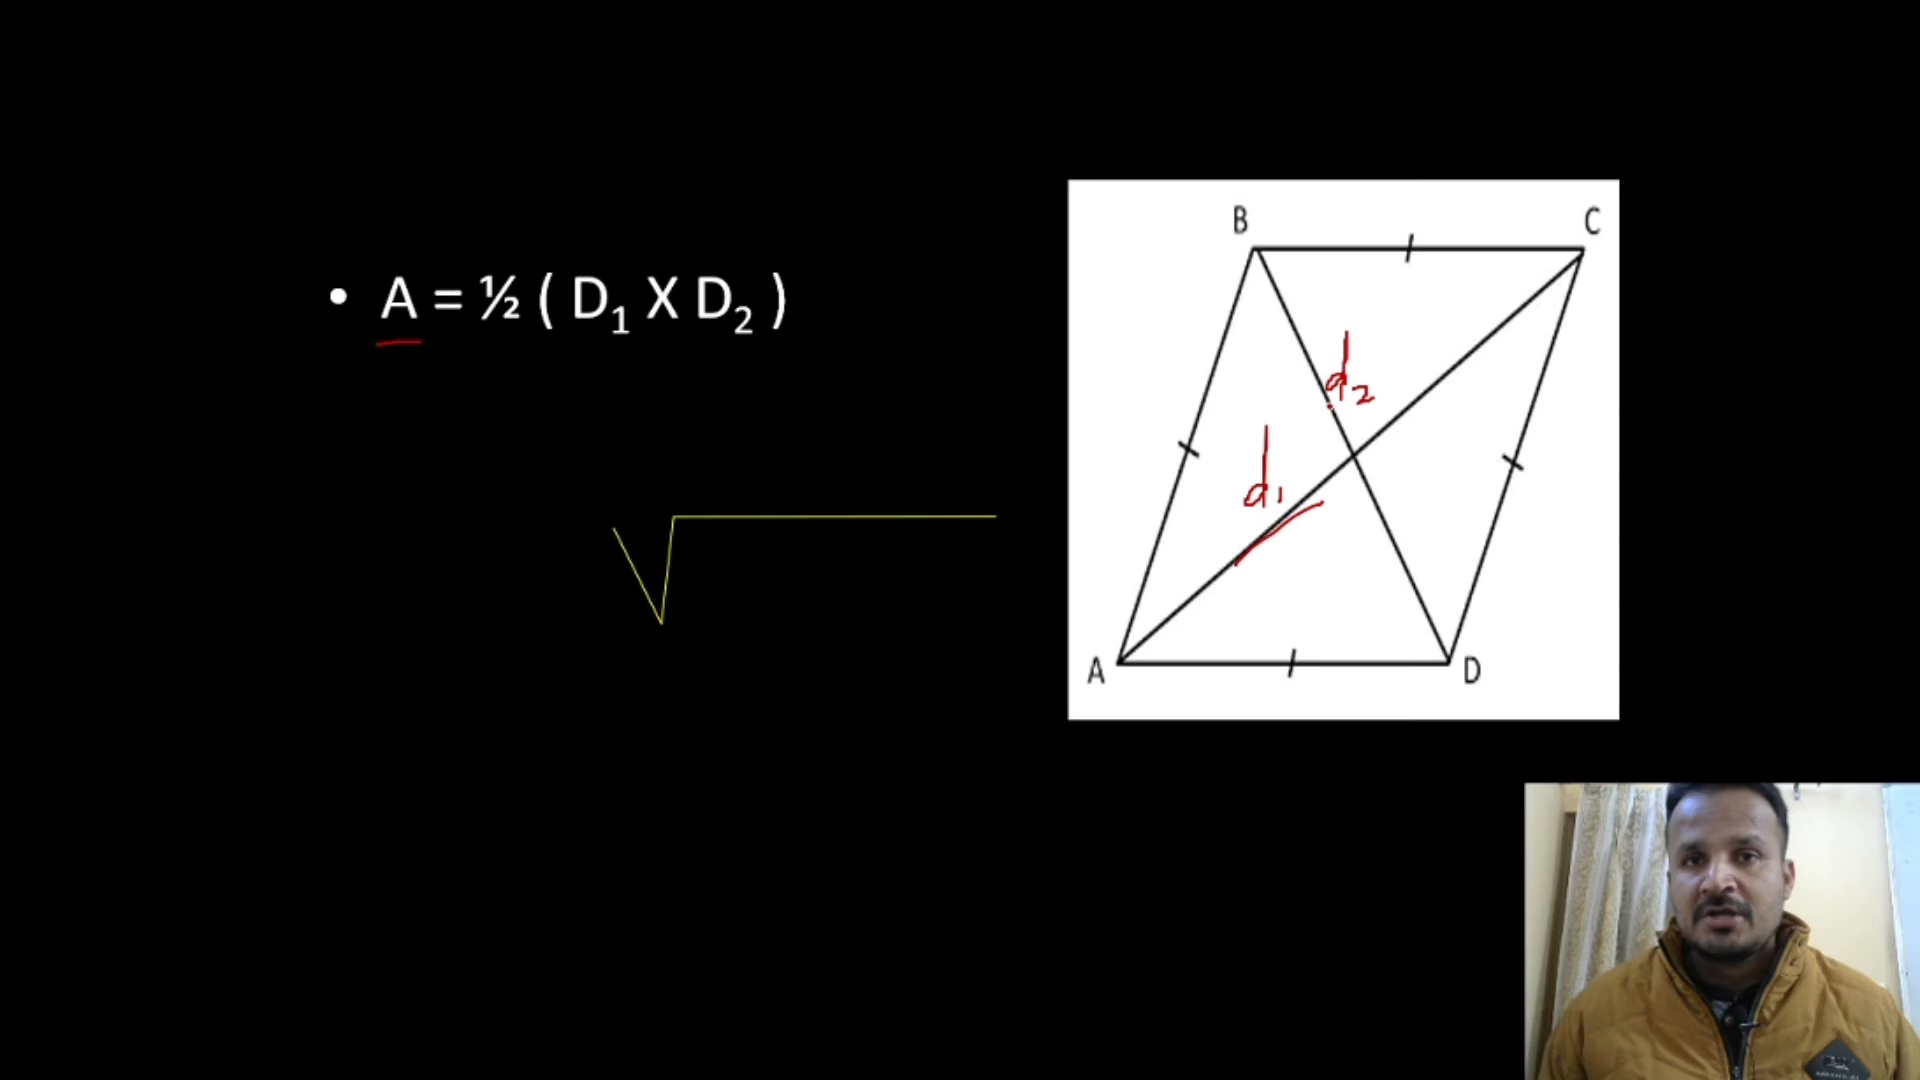 • A = ½ ( D₁ X D₂ )
B
C
d₂
d₁
A
D